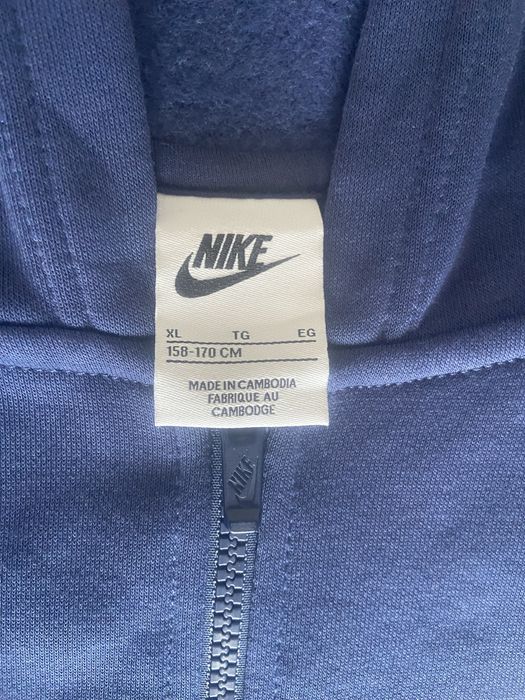 NIKE
XL TG EG
158-170 CM
MADE IN CAMBODIA
FABRIQUE AU
CAMBODGE
NIKE